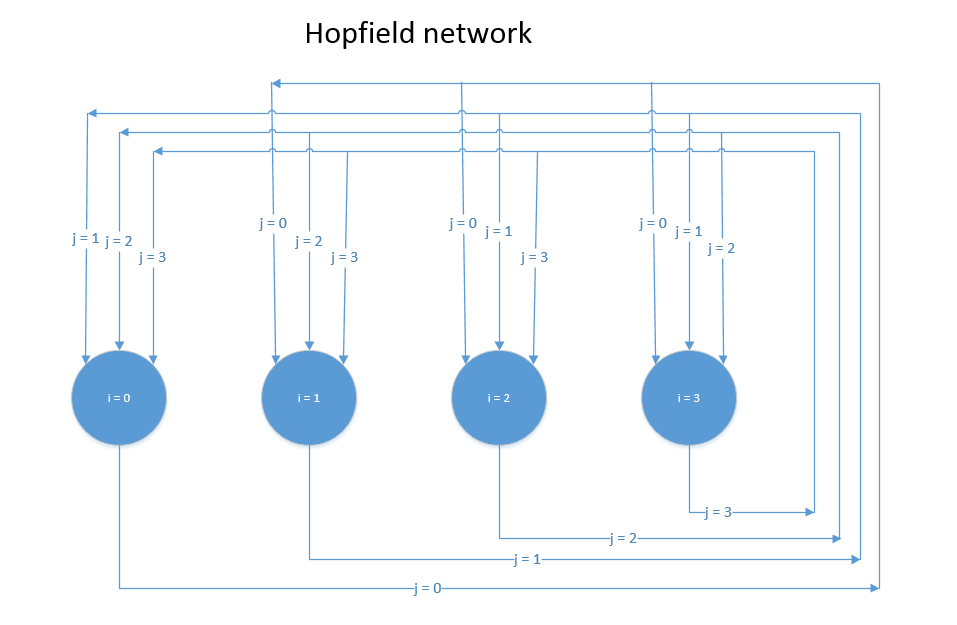 Hopfield network
j = 1
j = 2
j = 3
j = 0
j = 2
j = 3
j = 0
j = 1
j = 3
j = 0
j = 1
j = 2
i = 0
i = 1
i = 2
i = 3
j = 3
j = 2
j = 1
j = 0